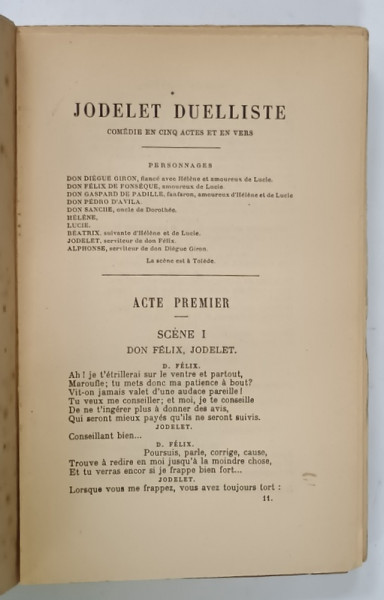 JODELET DUELLISTE
COMÉDIE EN CINQ ACTES ET EN VERS
PERSONNAGES
DON DIÈGUE GIRON, fiancé avec Hélène et amoureux de Lucie.
DON FÉLIX DE FONSÈQUE, amoureux de Lucie
DON GASPARD DE PADILLE, fanfaron, amoureux d'Hélène et de Lucie
DON PÉDRO D'AVILA.
DON SANCHE, oncle de Dorothée.
HÉLÈNE.
LUCIE.
BÉATRIX, suivante d'Hélène et de Lucie.
JODELET, serviteur de don Félix.
ALPHONSE, serviteur de don Diègue Giron.
La scène est à Tolède.
ACTE PREMIER
SCÈNE I
DON FÉLIX, JODELET.
D. FÉLIX.
Ah! je t'étrillerai sur le ventre et partout,
Maroufle; tu mets donc ma patience à bout?
Vit-on jamais valet d'une audace pareille!
Tu veux me conseiller; et moi, je te conseille
De ne t'ingérer plus à donner des avis,
Qui seront mieux payés qu'ils ne seront suivis.
JODELET.
Conseillant bien...
D. FÉLIX.
Poursuis, parle, corrige, cause,
Trouve à redire en moi jusqu'à la moindre chose,
Et tu verras encor si je frappe bien fort...
JODELET.
Lorsque vous me frappez, vous avez toujours tort :
11.